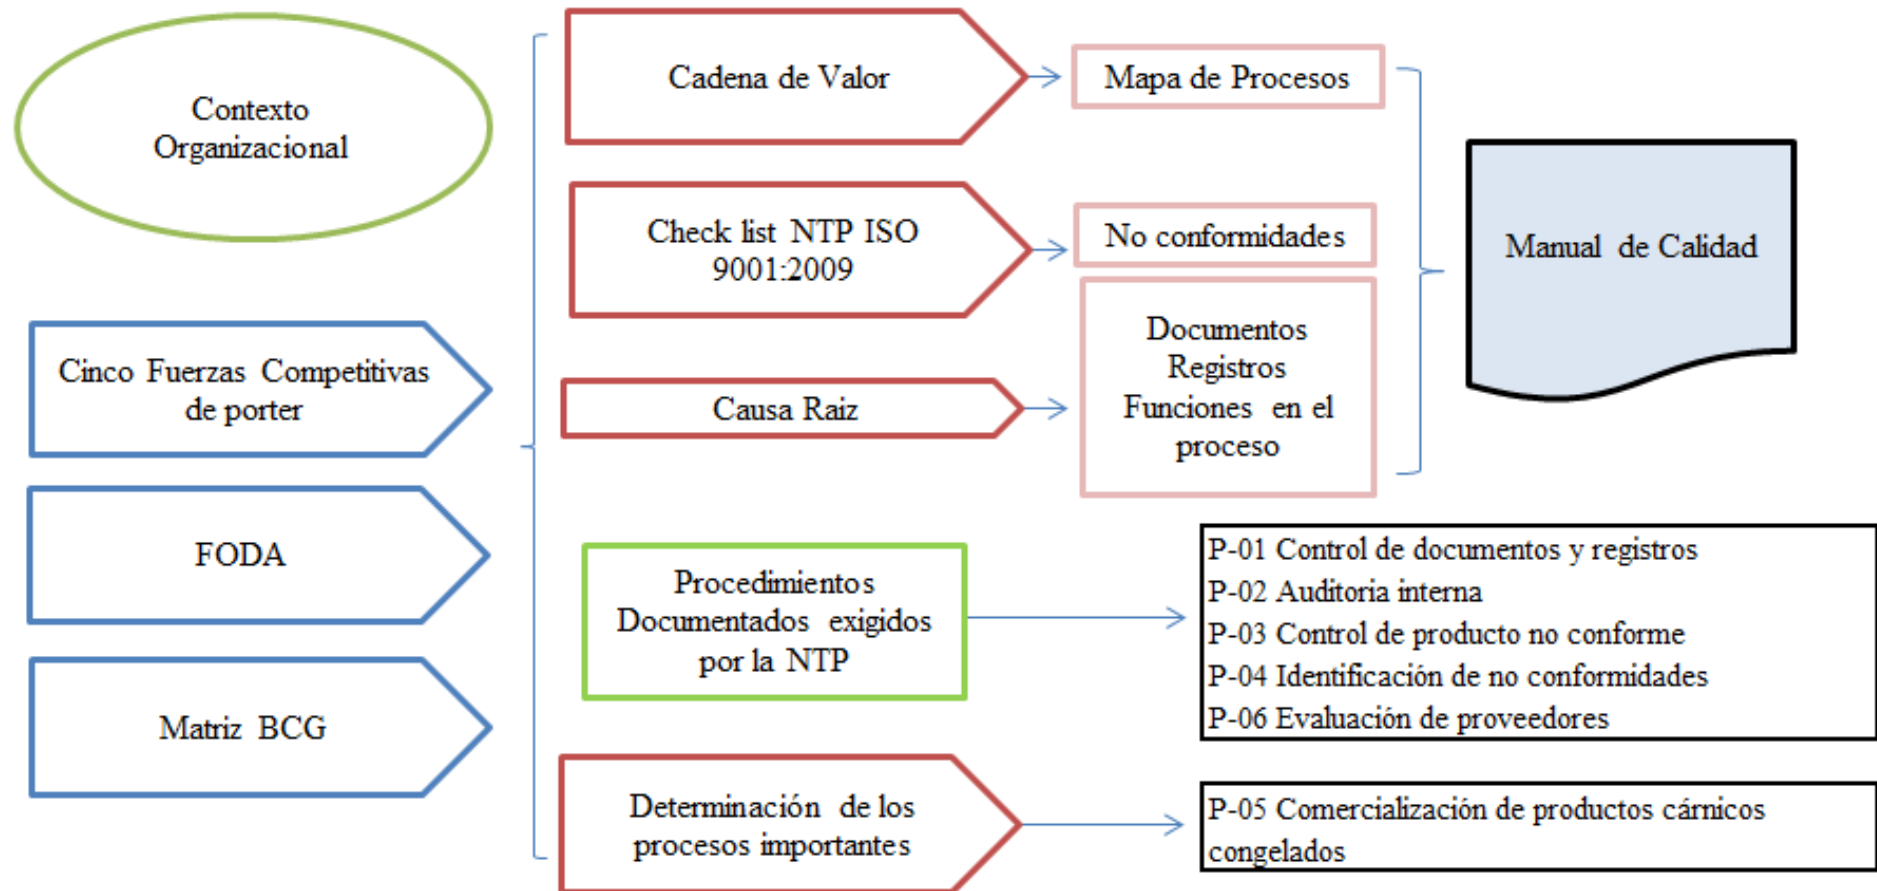 Contexto
Organizacional
Cinco Fuerzas Competitivas
de porter
FODA
Matriz BCG
Cadena de Valor
Mapa de Procesos
Check list NTP ISO
9001:2009
No conformidades
Causa Raiz
Documentos
Registros
Funciones en el
proceso
Manual de Calidad
Procedimientos
Documentados exigidos
por la NTP
P-01 Control de documentos y registros
P-02 Auditoria interna
P-03 Control de producto no conforme
P-04 Identificación de no conformidades
P-06 Evaluación de proveedores
Determinación de los
procesos importantes
P-05 Comercialización de productos cárnicos
congelados